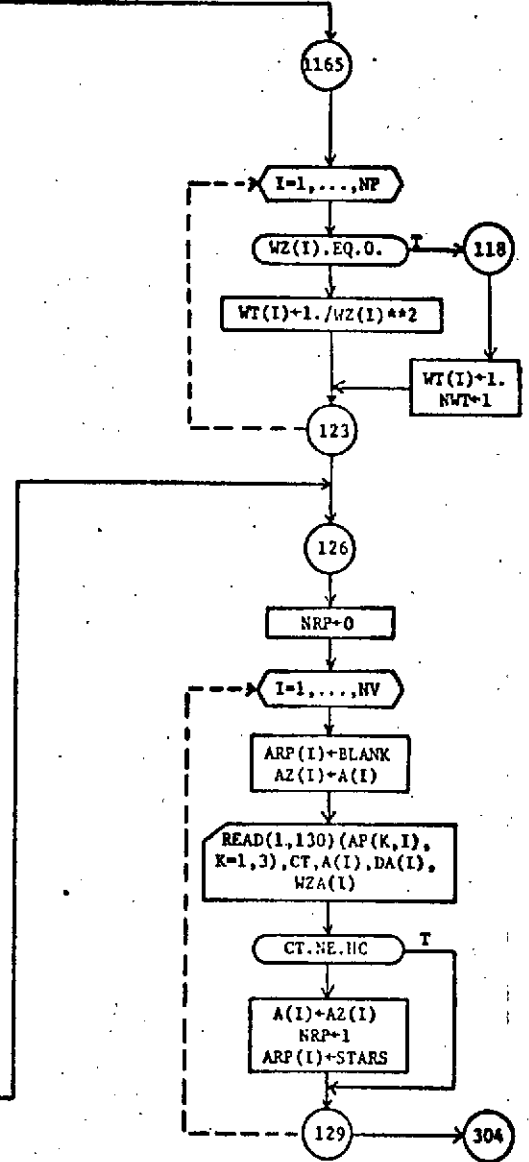 1165
I=1,...,NP
WZ(I).EQ.0.
T
118
WT(I)←1./WZ(I)**2
WT(I)←1.
NWT←1
123
126
NRP←0
I=1,...,NV
ARP(I)←BLANK
AZ(I)←A(I)
READ(1,130)(AP(K,I),
K=1,3),CT,A(I),DA(I),
WZA(I)
CT.NE.HC
T
A(I)←AZ(I)
NRP←1
ARP(I)←STARS
129
304